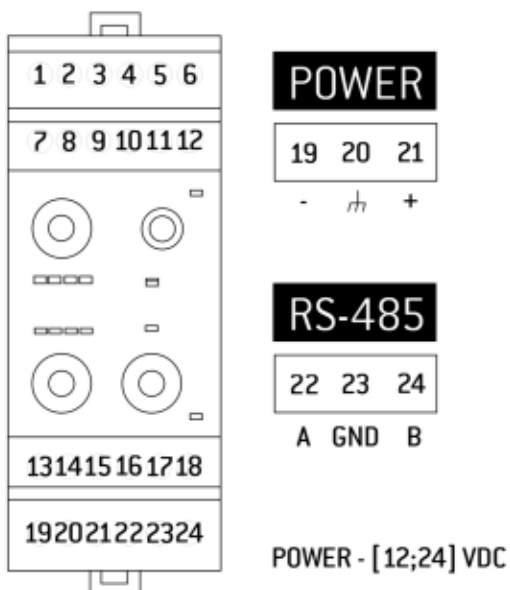 1 2 3 4 5 6
7 8 9 10 11 12
13 14 15 16 17 18
19 20 21 22 23 24
POWER
19 20 21
- +
RS-485
22 23 24
A GND B
POWER - [12;24] VDC